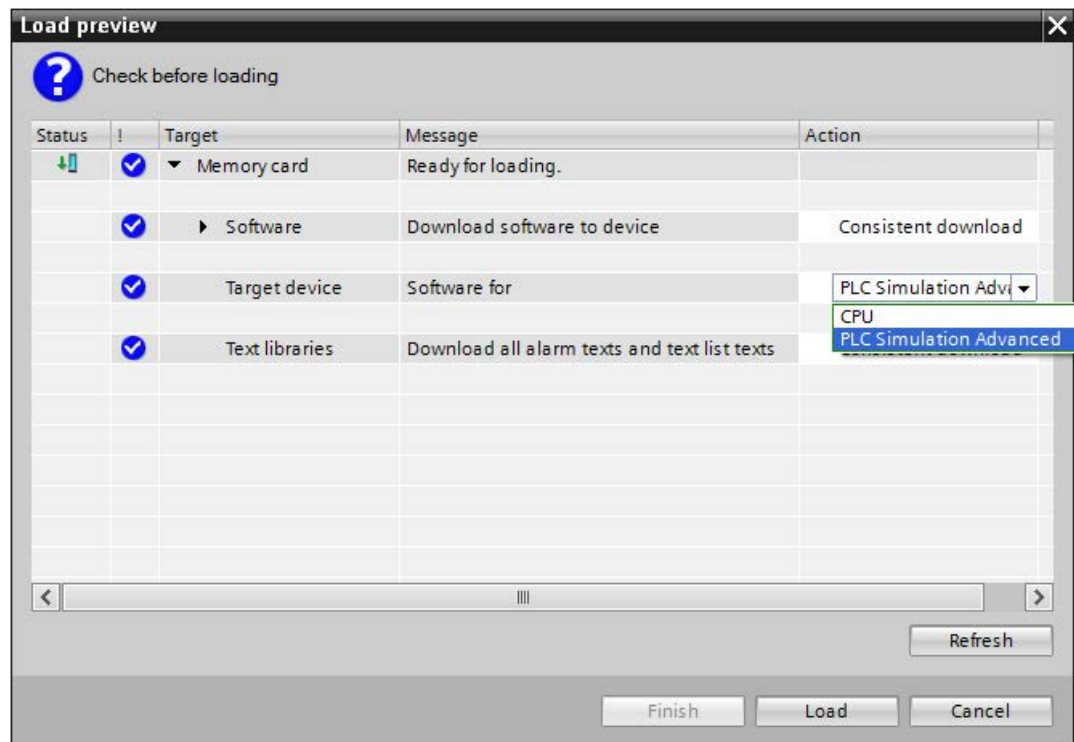 Load preview
Check before loading
Status ! Target Message Action
Memory card Ready for loading.
Software Download software to device Consistent download
Target device Software for PLC Simulation Adv
CPU
PLC Simulation Advanced
Text libraries Download all alarm texts and text list texts
Refresh
Finish Load Cancel